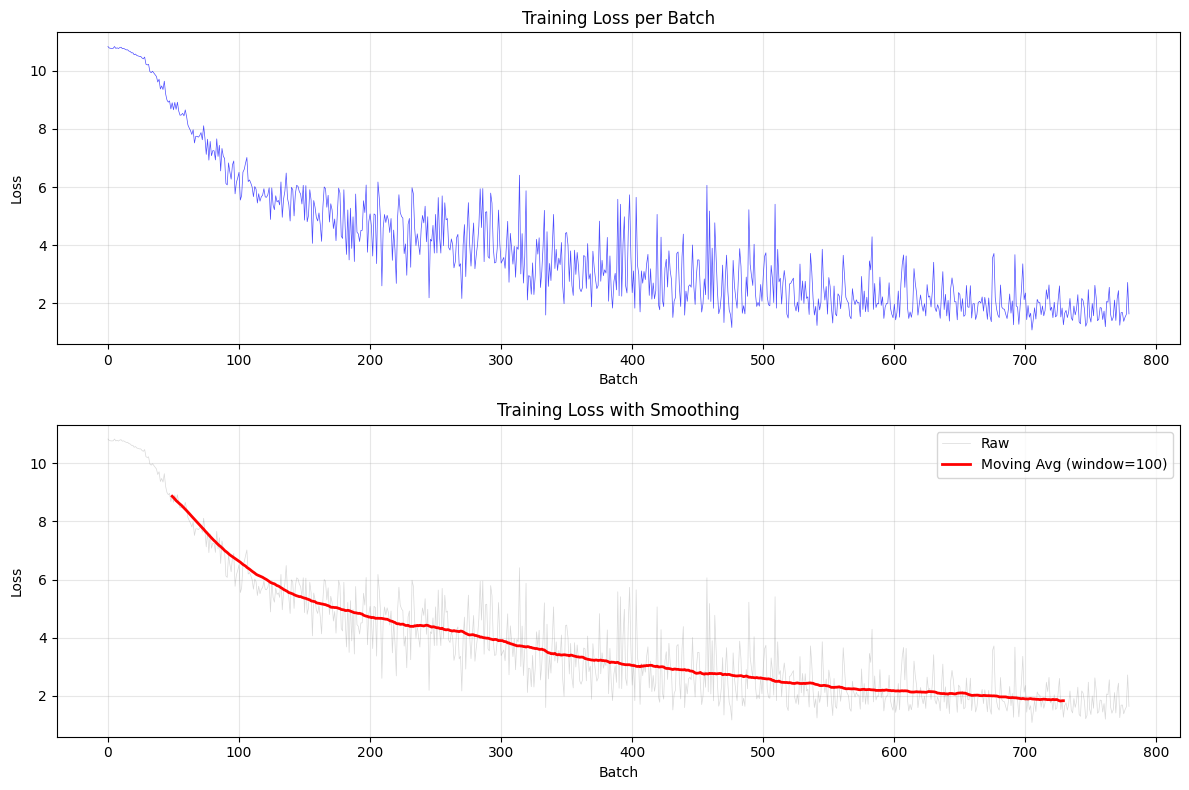 Training Loss per Batch
Loss
10
8
6
4
2
0 100 200 300 400 500 600 700 800
Batch
Training Loss with Smoothing
Raw
Moving Avg (window=100)
Loss
10
8
6
4
2
0 100 200 300 400 500 600 700 800
Batch